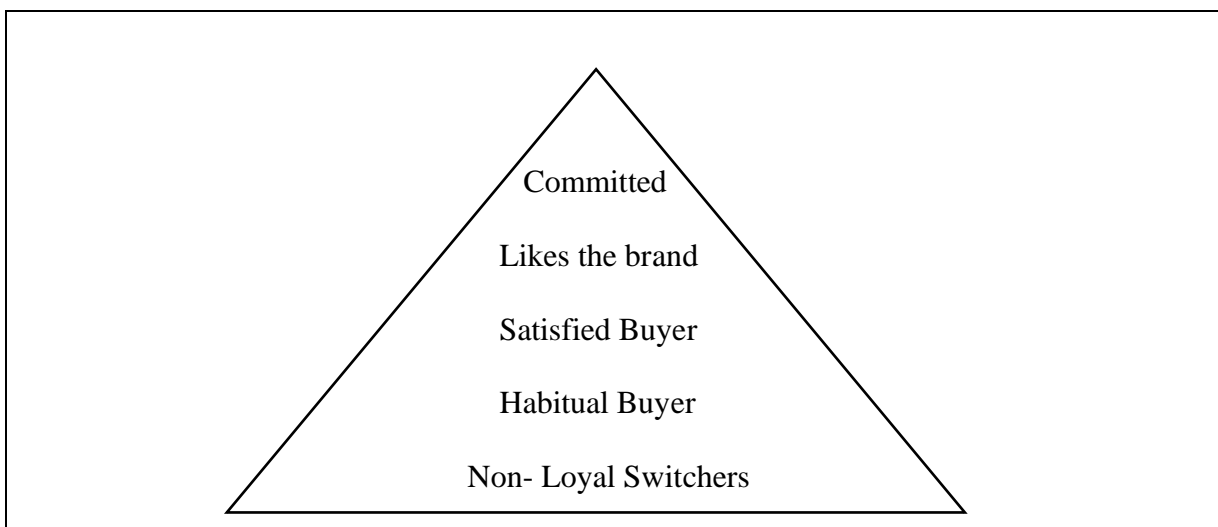 Committed
Likes the brand
Satisfied Buyer
Habitual Buyer
Non- Loyal Switchers